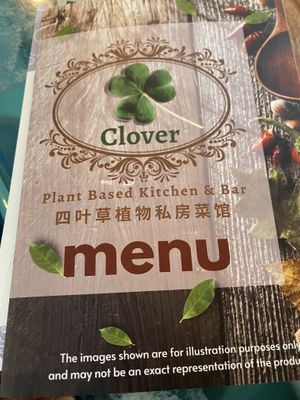 Clover
Plant Based Kitchen & Bar
四叶草植物私房菜馆
menu
The images shown are for illustration purposes only
and may not be an exact representation of the